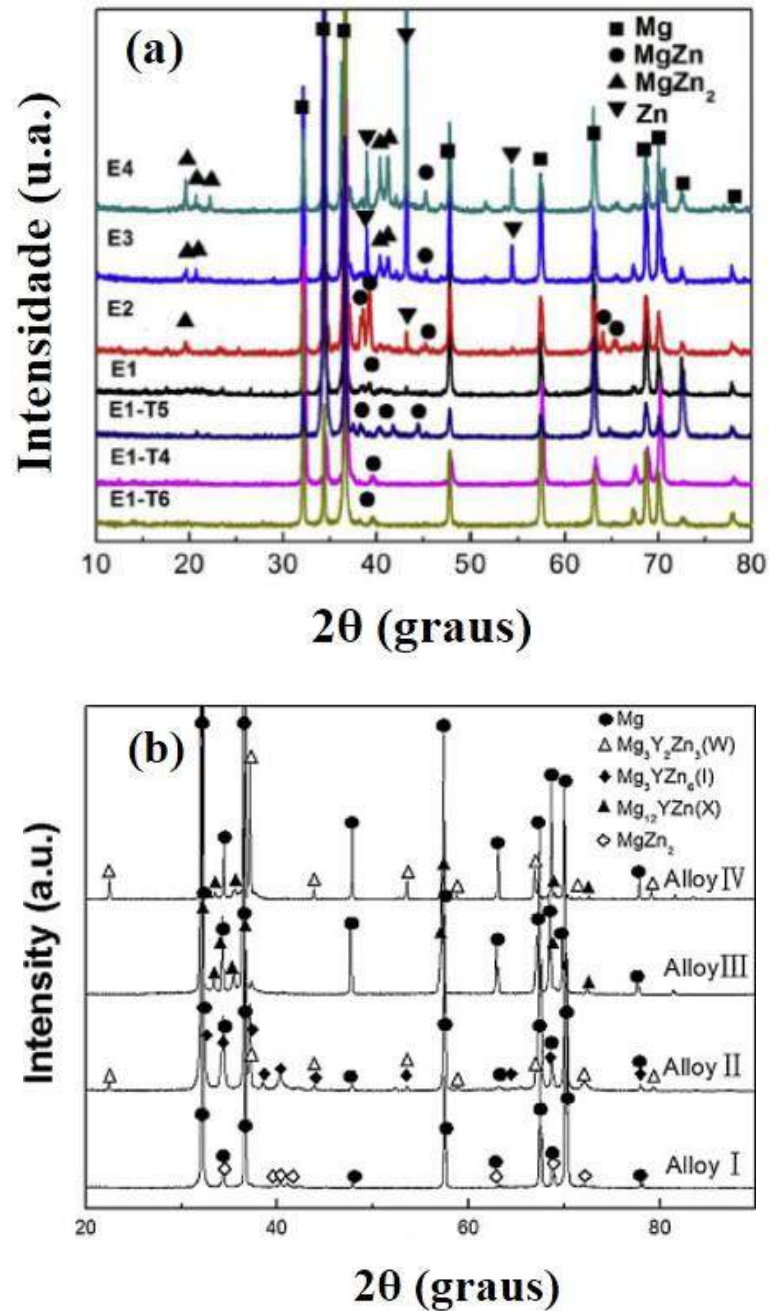 (a)
■ Mg
● MgZn
▲ MgZn₂
▼ Zn
Intensidade (u.a.)
E4
E3
E2
E1
E1-T5
E1-T4
E1-T6
10 20 30 40 50 60 70 80
2θ (graus)
(b)
● Mg
△ Mg₃Y₂Zn₃(W)
◆ Mg₃YZn₆(I)
▲ Mg₁₂YZn(X)
◇ MgZn₂
Intensity (a.u.)
Alloy Ⅳ
Alloy Ⅲ
Alloy Ⅱ
Alloy Ⅰ
20 40 60 80
2θ (graus)